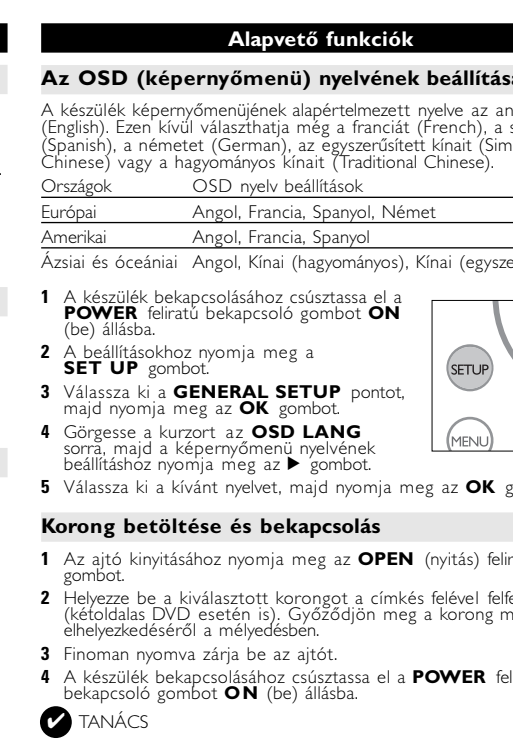 Alapvető funkciók
Az OSD (képernyőmenü) nyelvének
A készülék képernyőmenüjének alapértelmezett nyelve az
(English). Ezen kívül választhatja még a franciát (French), a
(Spanish), a németet (German), az egyszerűsített kínait
Chinese) vagy a hagyományos kínait (Traditional Chinese).
Országok OSD nyelv beállítások
Európai Angol, Francia, Spanyol, Német
Amerikai Angol, Francia, Spanyol
Ázsiai és óceániai Angol, Kínai (hagyományos), Kínai
1 A készülék bekapcsolásához csúsztassa el a
POWER feliratú bekapcsoló gombot ON
(be) állásba.
2 A beállításokhoz nyomja meg a
SET UP gombot.
3 Válassza ki a GENERAL SETUP pontot,
majd nyomja meg az OK gombot.
4 Görgesse a kurzort az OSD LANG
sorra, majd a képernyőmenü nyelvének
beállításhoz nyomja meg az ▶ gombot.
SETUP
MENU
5 Válassza ki a kívánt nyelvet, majd nyomja meg az OK
Korong betöltése és bekapcsolás
1 Az ajtó kinyitásához nyomja meg az OPEN (nyitás)
gombot.
2 Helyezze be a kiválasztott korongot a címkés felével
(kétoldalas DVD esetén is). Győződjön meg a korong
elhelyezkedéséről a mélyedésben.
3 Finoman nyomva zárja be az ajtót.
4 A készülék bekapcsolásához csúsztassa el a POWER
bekapcsoló gombot ON (be) állásba.
TANÁCS